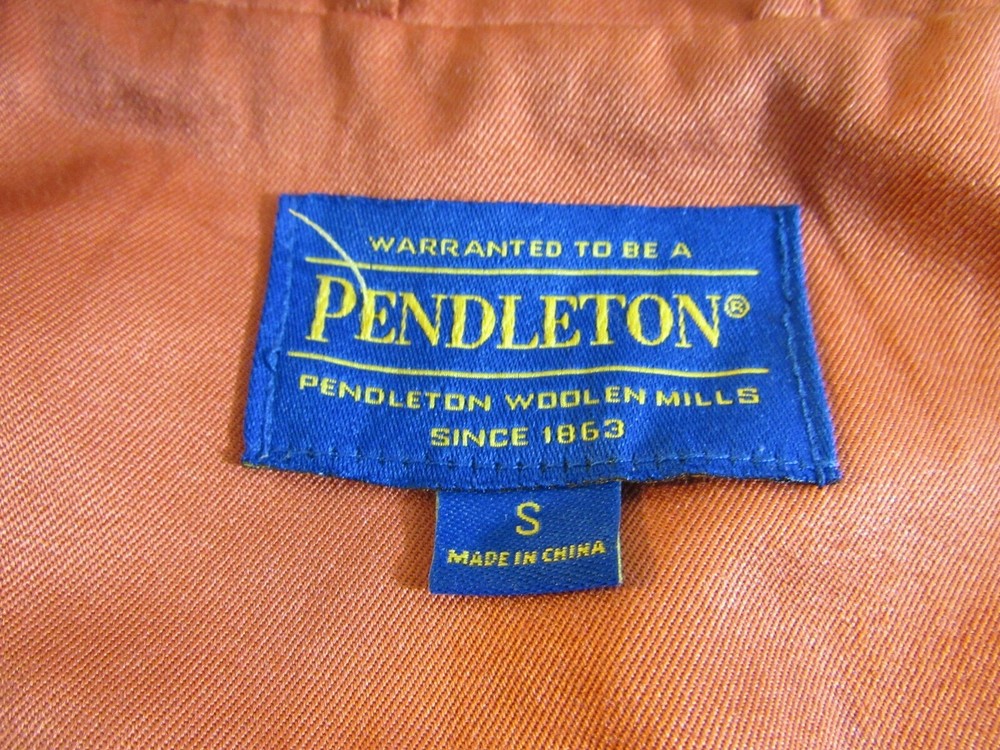 WARRANTED TO BE A
PENDLETON®
PENDLETON WOOLEN MILLS
SINCE 1863
S
MADE IN CHINA